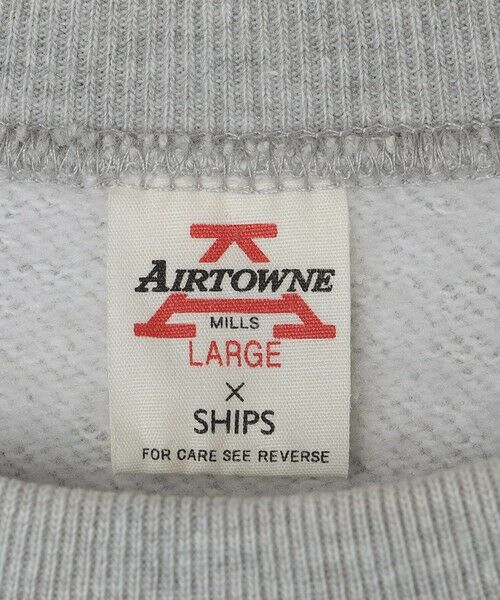 AIRTOWNE
MILLS
LARGE
×
SHIPS
FOR CARE SEE REVERSE